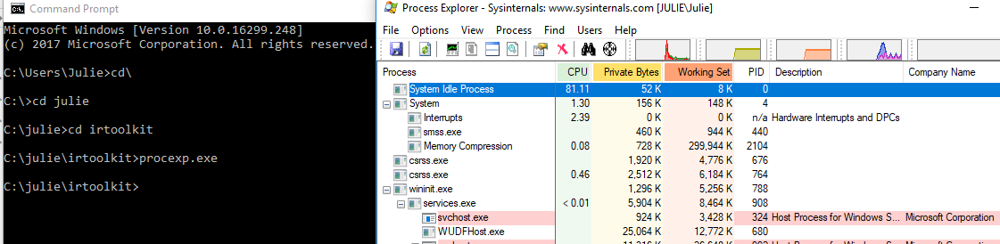 Command Prompt
Microsoft Windows [Version 10.0.16299.248]
(c) 2017 Microsoft Corporation. All rights reserved.
C:\Users\Julie>cd\
C:\>cd julie
C:\julie>cd irtoolkit
C:\julie\irtoolkit>procexp.exe
C:\julie\irtoolkit>
Process Explorer - Sysinternals: www.sysinternals.com [JULIE\Julie]
File Options View Process Find Users Help
Process CPU Private Bytes Working Set PID Description Company Name
System Idle Process 81.11 52 K 8 K 0
System 1.30 156 K 148 K 4
Interrupts 2.39 0 K 0 K n/a Hardware Interrupts and DPCs
smss.exe 460 K 944 K 440
Memory Compression 0.08 728 K 299,944 K 2104
csrss.exe 1,920 K 4,776 K 676
csrss.exe 0.46 2,512 K 6,184 K 764
wininit.exe 1,296 K 5,256 K 788
services.exe < 0.01 5,904 K 8,464 K 908
svchost.exe 924 K 3,428 K 324 Host Process for Windows S... Microsoft Corporation
WUDFHost.exe 25,064 K 12,772 K 680